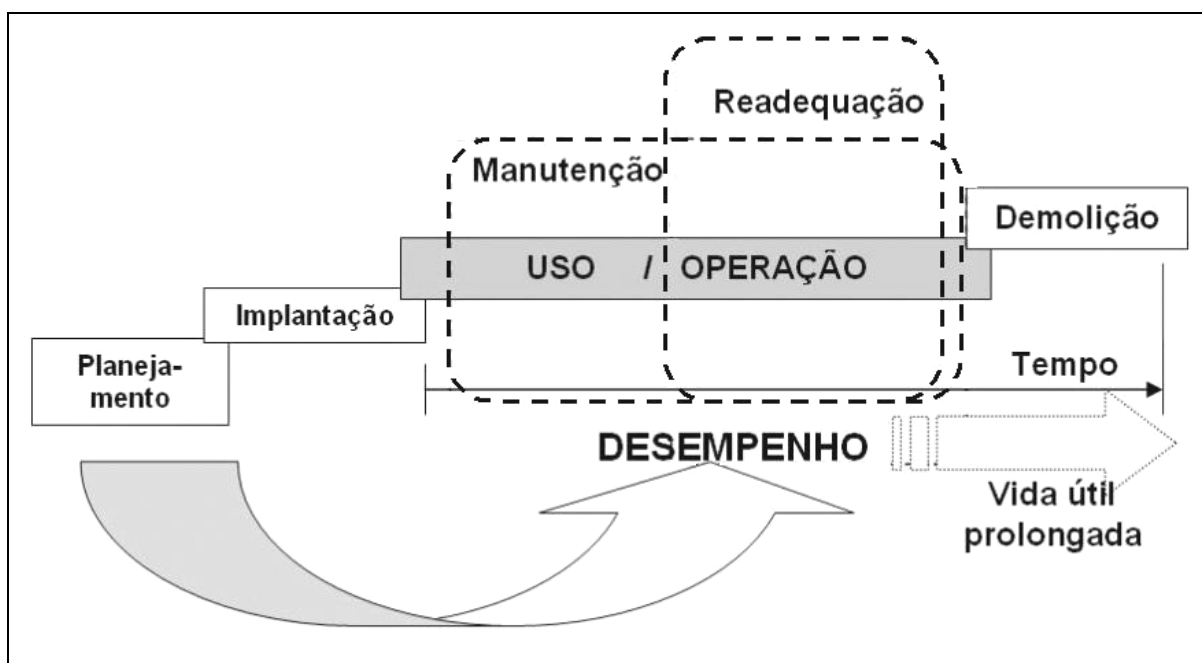 Readequação
Manutenção
Demolição
USO / OPERAÇÃO
Implantação
Planeja-
mento
Tempo
DESEMPENHO
Vida útil
prolongada